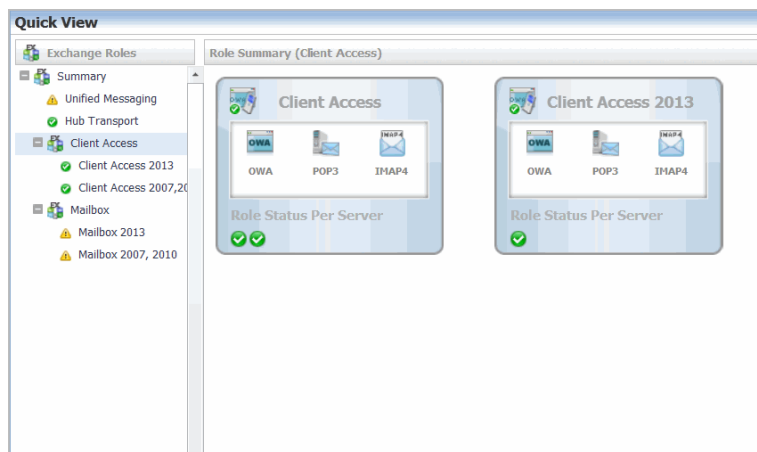 Quick View
Exchange Roles
Role Summary (Client Access)
Summary
Unified Messaging
Hub Transport
Client Access
Client Access 2013
Client Access 2007,20
Mailbox
Mailbox 2013
Mailbox 2007, 2010
Client Access
OWA
OWA POP3 IMAP4
IMAP4
Role Status Per Server
Client Access 2013
OWA
IMAP4
OWA POP3 IMAP4
Role Status Per Server